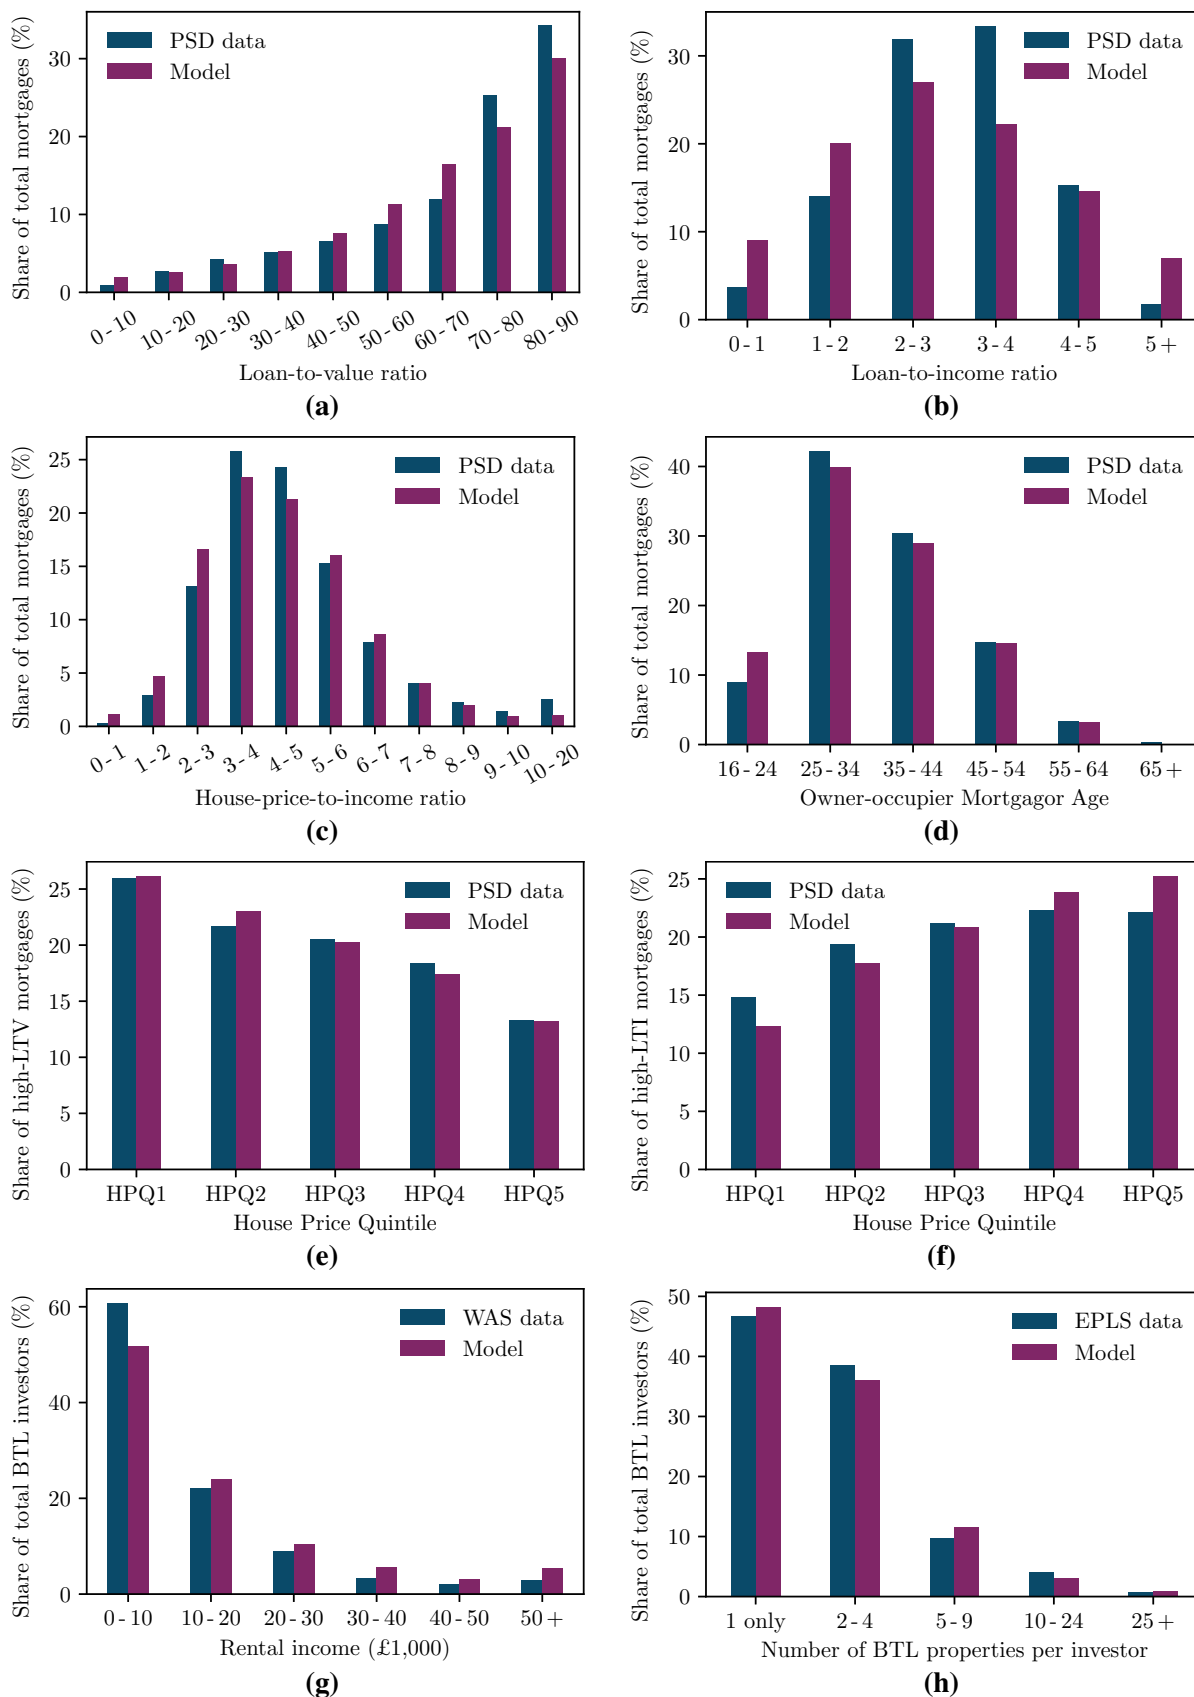 Share of total mortgages (%)
30
20
10
0
PSD data
Model
0-10
10-20
20-30
30-40
40-50
50-60
60-70
70-80
80-90
Loan-to-value ratio
(a)
Share of total mortgages (%)
30
20
10
0
PSD data
Model
0-1
1-2
2-3
3-4
4-5
5+
Loan-to-income ratio
(b)
Share of total mortgages (%)
25
20
15
10
5
0
PSD data
Model
0-1
1-2
2-3
3-4
4-5
5-6
6-7
7-8
8-9
9-10
10-20
House-price-to-income ratio
(c)
Share of total mortgages (%)
40
30
20
10
0
PSD data
Model
16-24
25-34
35-44
45-54
55-64
65+
Owner-occupier Mortgagor Age
(d)
Share of high-LTV mortgages (%)
25
20
15
10
5
0
PSD data
Model
HPQ1
HPQ2
HPQ3
HPQ4
HPQ5
House Price Quintile
(e)
Share of high-LTI mortgages (%)
25
20
15
10
5
0
PSD data
Model
HPQ1
HPQ2
HPQ3
HPQ4
HPQ5
House Price Quintile
(f)
Share of total BTL investors (%)
60
40
20
0
WAS data
Model
0-10
10-20
20-30
30-40
40-50
50+
Rental income (£1,000)
(g)
Share of total BTL investors (%)
50
40
30
20
10
0
EPLS data
Model
1 only
2-4
5-9
10-24
25+
Number of BTL properties per investor
(h)